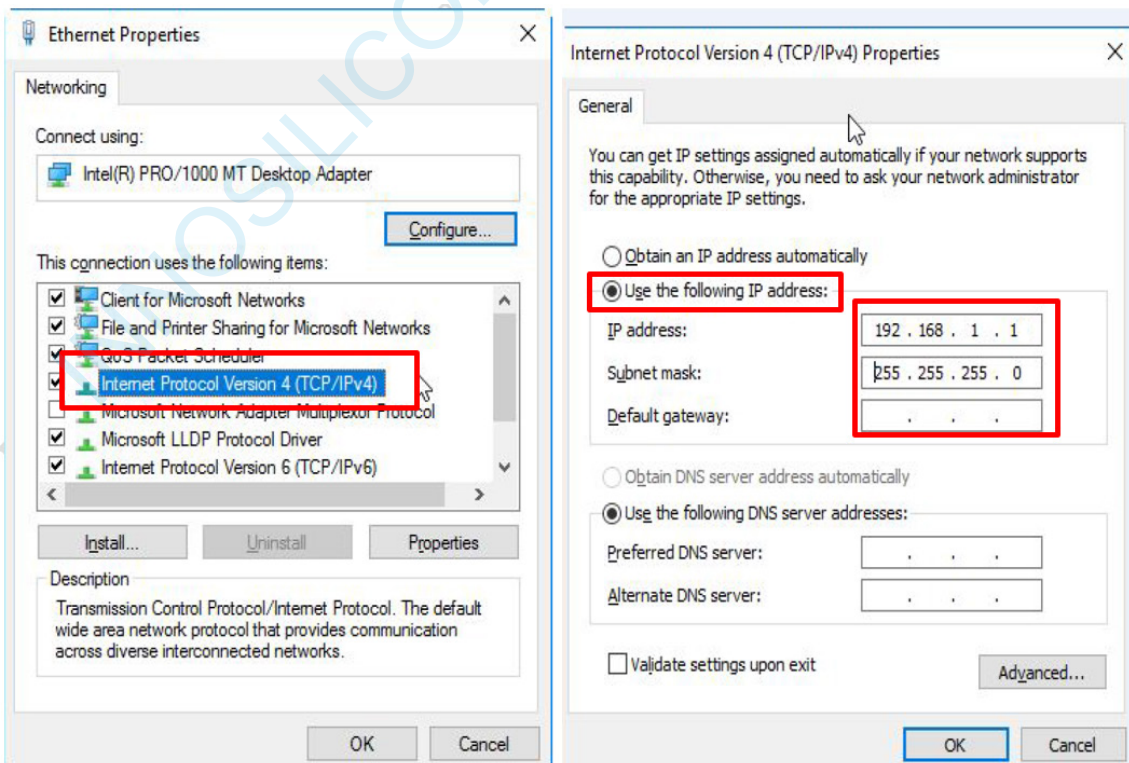 Ethernet Properties
Networking
Connect using:
Intel(R) PRO/1000 MT Desktop Adapter
Configure...
This connection uses the following items:
Client for Microsoft Networks
File and Printer Sharing for Microsoft Networks
QoS Packet Scheduler
Internet Protocol Version 4 (TCP/IPv4)
Microsoft Network Adapter Multiplexor Protocol
Microsoft LLDP Protocol Driver
Internet Protocol Version 6 (TCP/IPv6)
Install...
Uninstall
Properties
Description
Transmission Control Protocol/Internet Protocol. The default
wide area network protocol that provides communication
across diverse interconnected networks.
OK
Cancel
Internet Protocol Version 4 (TCP/IPv4) Properties
General
You can get IP settings assigned automatically if your network supports
this capability. Otherwise, you need to ask your network administrator
for the appropriate IP settings.
Obtain an IP address automatically
Use the following IP address:
IP address:
192 . 168 . 1 . 1
Subnet mask:
255 . 255 . 255 . 0
Default gateway:
. . .
Obtain DNS server address automatically
Use the following DNS server addresses:
Preferred DNS server:
. . .
Alternate DNS server:
. . .
Validate settings upon exit
Advanced...
OK
Cancel